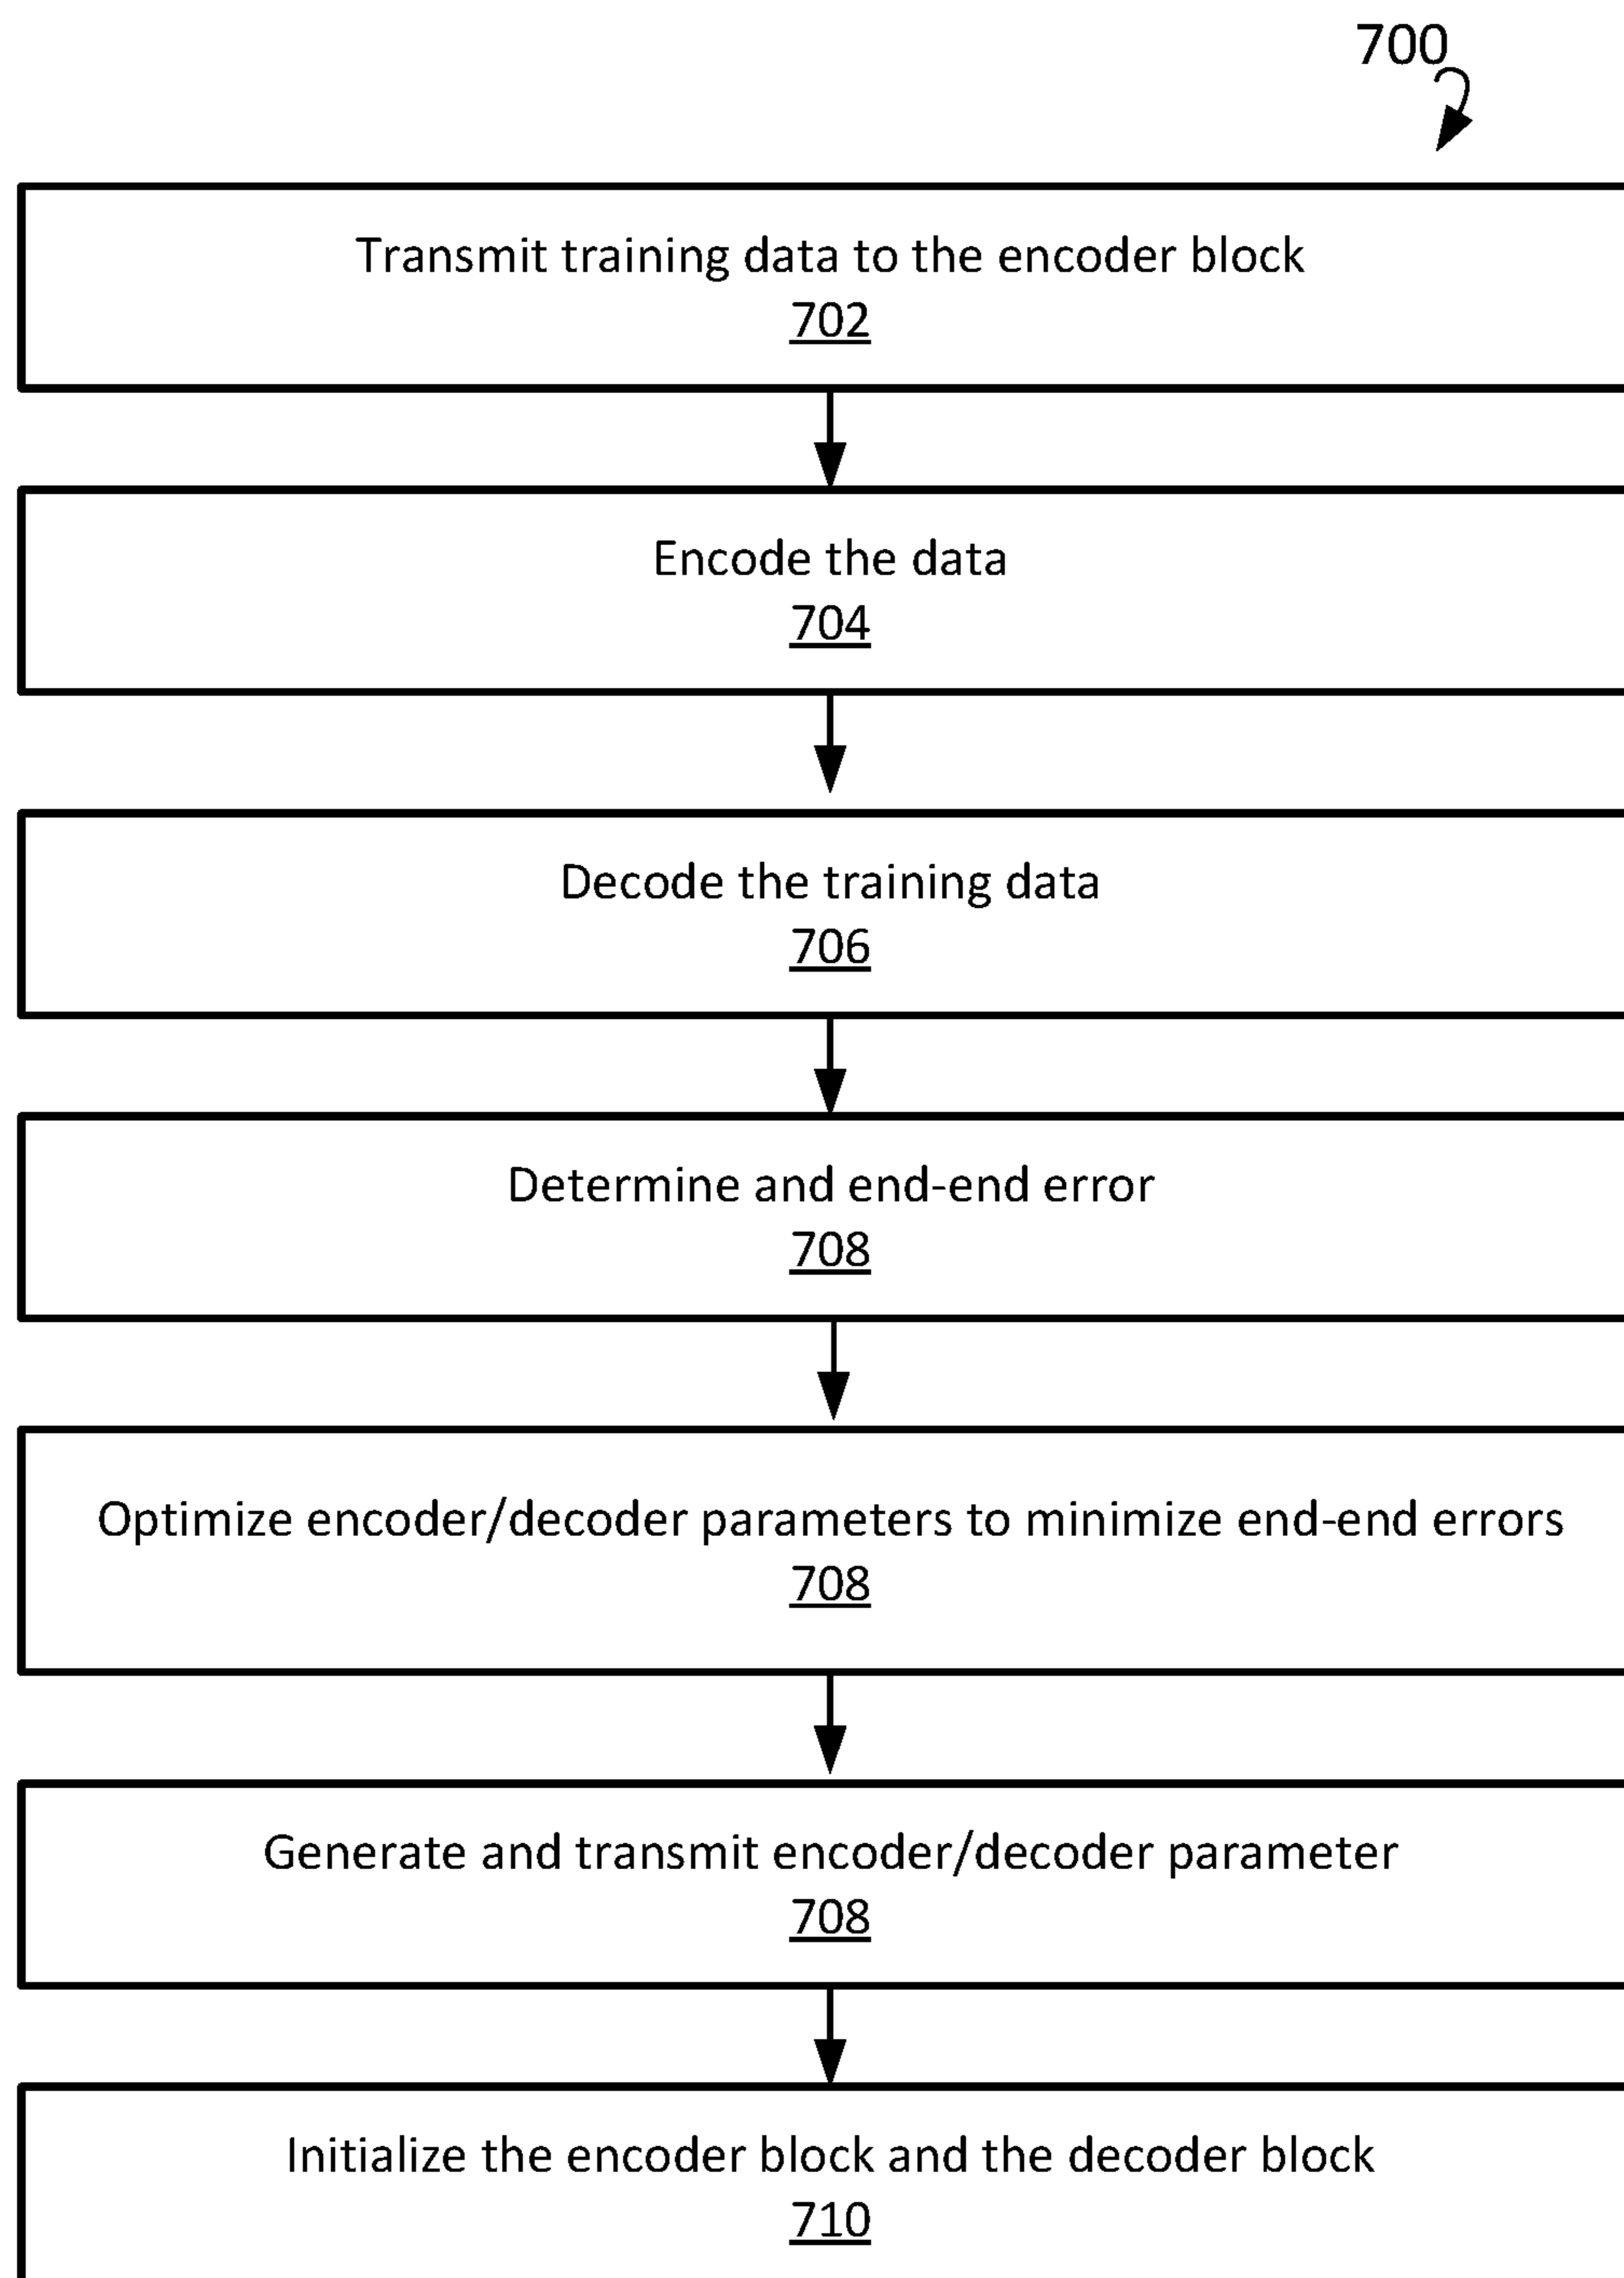 700
Transmit training data to the encoder block
702
Encode the data
704
Decode the training data
706
Determine and end-end error
708
Optimize encoder/decoder parameters to minimize end-end errors
708
Generate and transmit encoder/decoder parameter
708
Initialize the encoder block and the decoder block
710